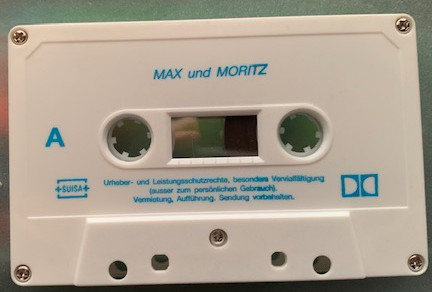 MAX und MORITZ
A
+SUISA+
Urheber- und Leistungsschutzrechte, besonders Vervielfältigung
(ausser zum persönlichen Gebrauch).
Vermietung, Aufführung, Sendung vorbehalten.